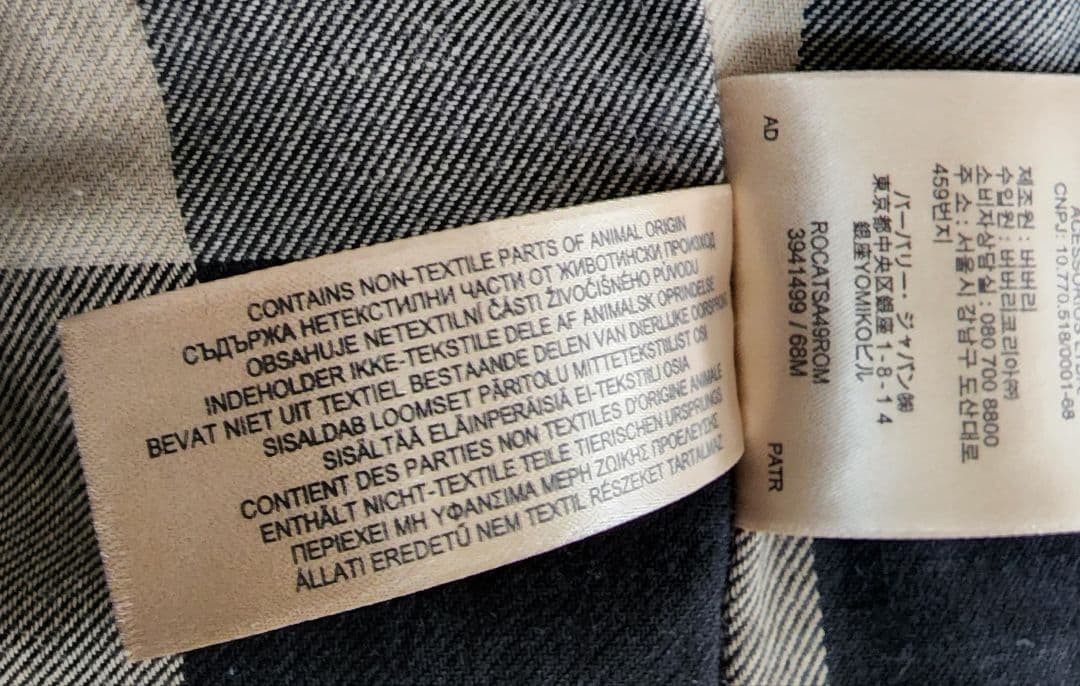 CONTAINS NON-TEXTILE PARTS OF ANIMAL ORIGIN
СЪДЪРЖА НЕТЕКСТИЛНИ ЧАСТИ ОТ ЖИВОТИНСКИ ПРОИЗХОД
OBSAHUJE NETEXTILNÍ ČÁSTI ŽIVOČIŠNÉHO PŮVODU
INDEHOLDER IKKE-TEKSTILE DELE AF ANIMALSK OPRINDELSE
BEVAT NIET UIT TEXTIEL BESTAANDE DELEN VAN DIERLIJKE OORSPRONG
SISALDAB LOOMSET PÄRITOLU MITTETEKSTIILIST OSI
SISÄLTÄÄ ELÄINPERÄISIÄ EI-TEKSTIILI OSIA
CONTIENT DES PARTIES NON TEXTILES D'ORIGINE ANIMALE
ENTHÄLT NICHT-TEXTILE TEILE TIERISCHEN URSPRUNGS
ΠΕΡΙΕΧΕΙ ΜΗ ΥΦΑΝΣΙΜΑ ΜΕΡΗ ΖΩΙΚΗΣ ΠΡΟΕΛΕΥΣΗΣ
ÁLLATI EREDETŰ NEM TEXTIL RÉSZEKET TARTALMAZ
CNPJ: 10.770.518/0001-68
제조원 : 버버리
수입원 : 버버리코리아㈜
소비자상담실 : 080 700 8800
주 소 : 서울시 강남구 도산대로
459번지
バーバリー・ジャパン㈱
東京都中央区銀座 1 - 8 - 1 4
銀座YOMIKOビル
ROCATSA49ROM
3941499 / 68M
AD PATR